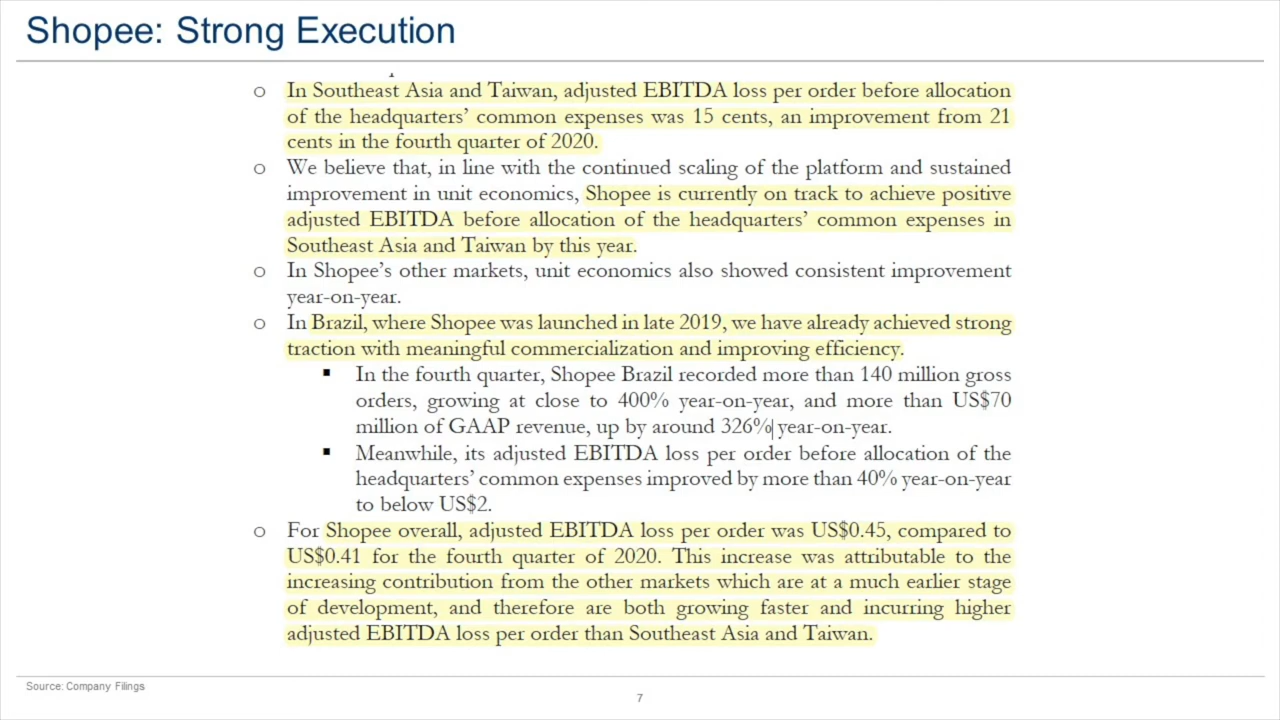 Shopee: Strong Execution
o In Southeast Asia and Taiwan, adjusted EBITDA loss per order before allocation
of the headquarters’ common expenses was 15 cents, an improvement from 21
cents in the fourth quarter of 2020.
o We believe that, in line with the continued scaling of the platform and sustained
improvement in unit economics, Shopee is currently on track to achieve positive
adjusted EBITDA before allocation of the headquarters’ common expenses in
Southeast Asia and Taiwan by this year.
o In Shopee’s other markets, unit economics also showed consistent improvement
year-on-year.
o In Brazil, where Shopee was launched in late 2019, we have already achieved strong
traction with meaningful commercialization and improving efficiency.
▪ In the fourth quarter, Shopee Brazil recorded more than 140 million gross
orders, growing at close to 400% year-on-year, and more than US$70
million of GAAP revenue, up by around 326% year-on-year.
▪ Meanwhile, its adjusted EBITDA loss per order before allocation of the
headquarters’ common expenses improved by more than 40% year-on-year
to below US$2.
o For Shopee overall, adjusted EBITDA loss per order was US$0.45, compared to
US$0.41 for the fourth quarter of 2020. This increase was attributable to the
increasing contribution from the other markets which are at a much earlier stage
of development, and therefore are both growing faster and incurring higher
adjusted EBITDA loss per order than Southeast Asia and Taiwan.
Source: Company Filings
7